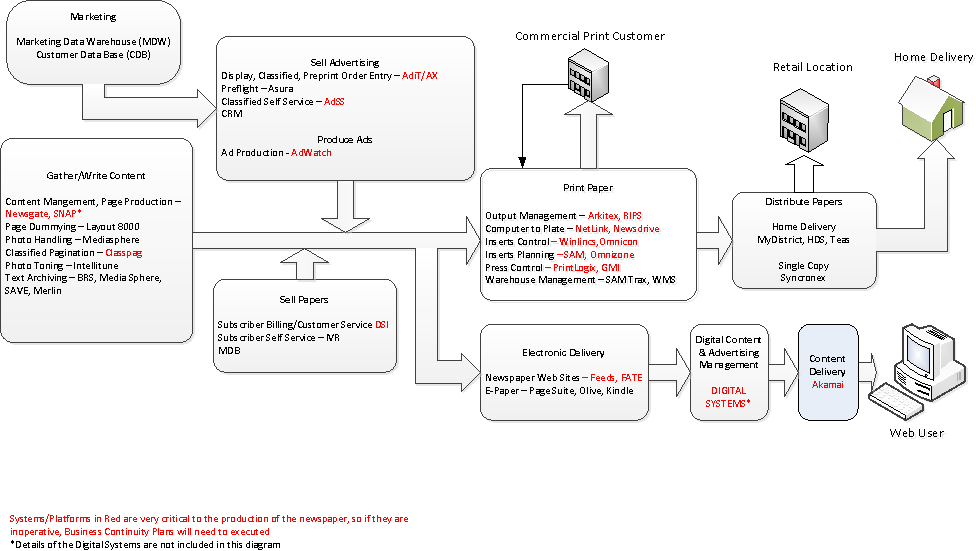 Marketing
Marketing Data Warehouse (MDW)
Customer Data Base (CDB)
Sell Advertising
Display, Classified, Preprint Order Entry – AdiT/AX
Preflight – Asura
Classified Self Service – AdSS
CRM
Produce Ads
Ad Production - AdWatch
Commercial Print Customer
Retail Location
Home Delivery
Gather/Write Content
Content Mangement, Page Production –
Newsgate, SNAP*
Page Dummying – Layout 8000
Photo Handling – Mediasphere
Classified Pagination – Classpag
Photo Toning – Intellitune
Text Archiving – BRS, Media Sphere,
SAVE, Merlin
Print Paper
Output Management – Arkitex, RIPS
Computer to Plate – NetLink, Newsdrive
Inserts Control – Winlincs,Omnicon
Inserts Planning –SAM, Omnizone
Press Control – PrintLogix, GMI
Warehouse Management – SAM Trax, WMS
Distribute Papers
Home Delivery
MyDistrict, HDS, Teas
Single Copy
Syncronex
Sell Papers
Subscriber Billing/Customer Service DSI
Subscriber Self Service – IVR
MDB
Electronic Delivery
Newspaper Web Sites – Feeds, FATE
E-Paper – Page Suite, Olive, Kindle
Digital Content
& Advertising
Management
DIGITAL
SYSTEMS*
Content
Delivery
Akamai
Web User
Systems/Platforms in Red are very critical to the production of the newspaper, so if they are
inoperative, Business Continuity Plans will need to executed
*Details of the Digital Systems are not included in this diagram